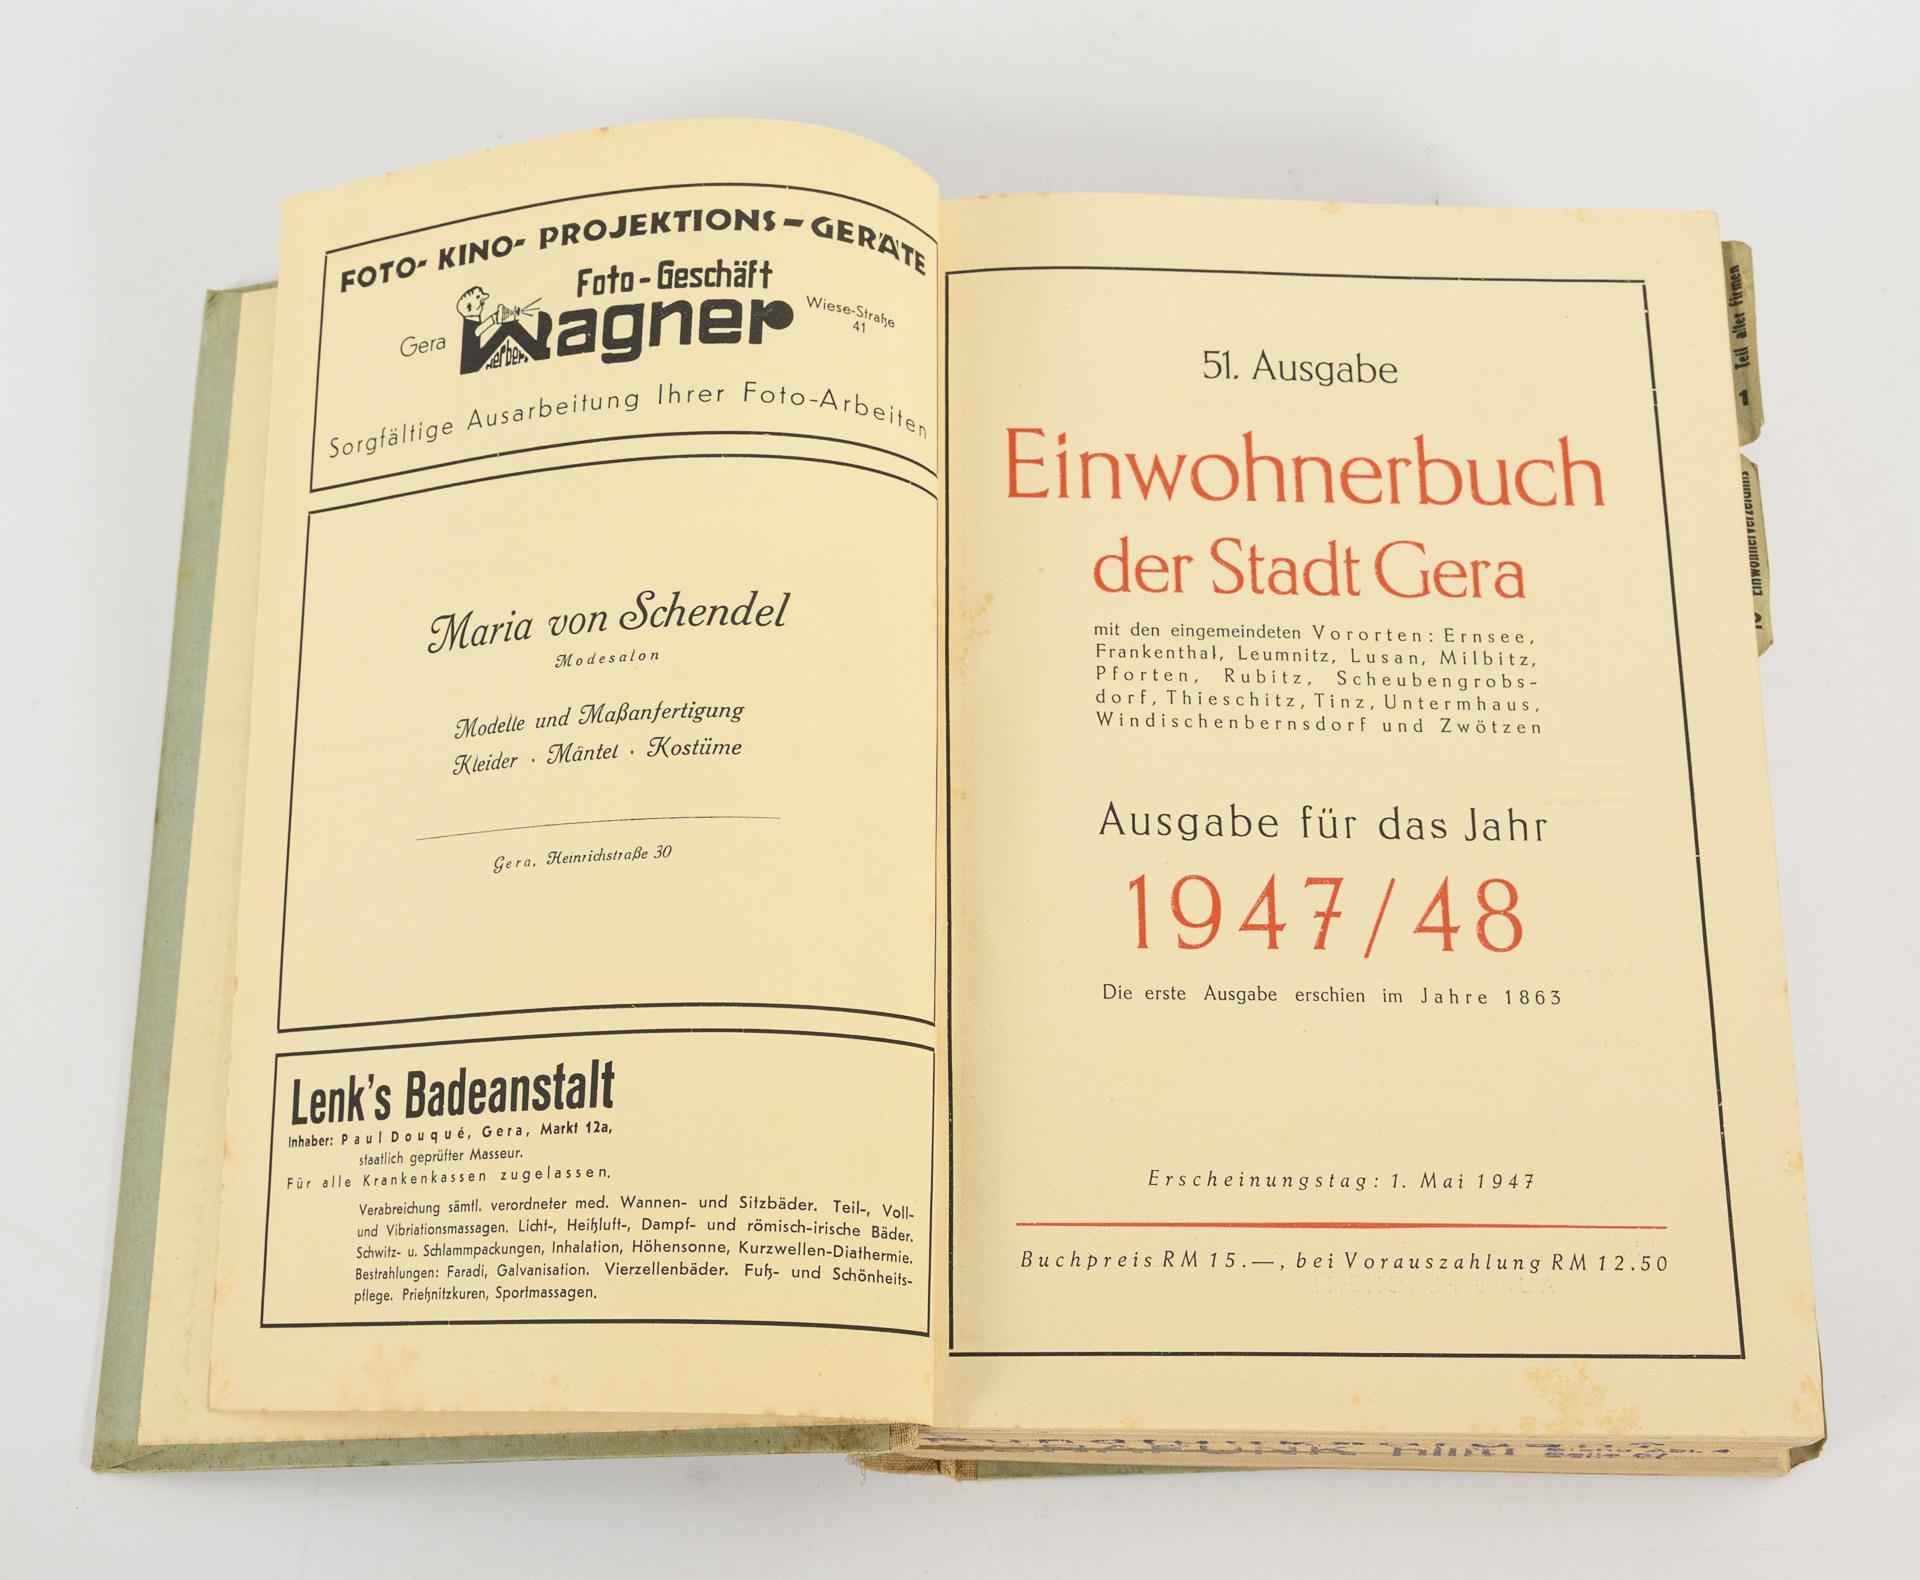 FOTO- KINO- PROJEKTIONS-GERÄTE
Foto-Geschäft
Gera Wagner Wiese-Straße
41
Sorgfältige Ausarbeitung Ihrer Foto-Arbeiten
Maria von Schendel
Modesalon
Modelle und Maßanfertigung
Kleider · Mäntel · Kostüme
Gera, Heinrichstraße 30
Lenk's Badeanstalt
Inhaber: Paul Douqué, Gera, Markt 12a,
staatlich geprüfter Masseur.
Für alle Krankenkassen zugelassen.
Verabreichung sämtl. verordneter med. Wannen- und Sitzbäder. Teil-, Voll-
und Vibriationsmassagen. Licht-, Heißluft-, Dampf- und römisch-irische Bäder.
Schwitz- u. Schlammpackungen, Inhalation, Höhensonne, Kurzwellen-Diathermie.
Bestrahlungen: Faradi, Galvanisation. Vierzellenbäder. Fuß- und Schönheits-
pflege. Prießnitzkuren, Sportmassagen.
51. Ausgabe
Einwohnerbuch
der Stadt Gera
mit den eingemeindeten Vororten: Ernsee,
Frankenthal, Leumnitz, Lusan, Milbitz,
Pforten, Rubitz, Scheubengrobs-
dorf, Thieschitz, Tinz, Untermhaus,
Windischenbernsdorf und Zwötzen
Ausgabe für das Jahr
1947/48
Die erste Ausgabe erschien im Jahre 1863
Erscheinungstag: 1. Mai 1947
Buchpreis RM 15.—, bei Vorauszahlung RM 12.50
Teil aller Firmen
Einwohnerverzeichnis